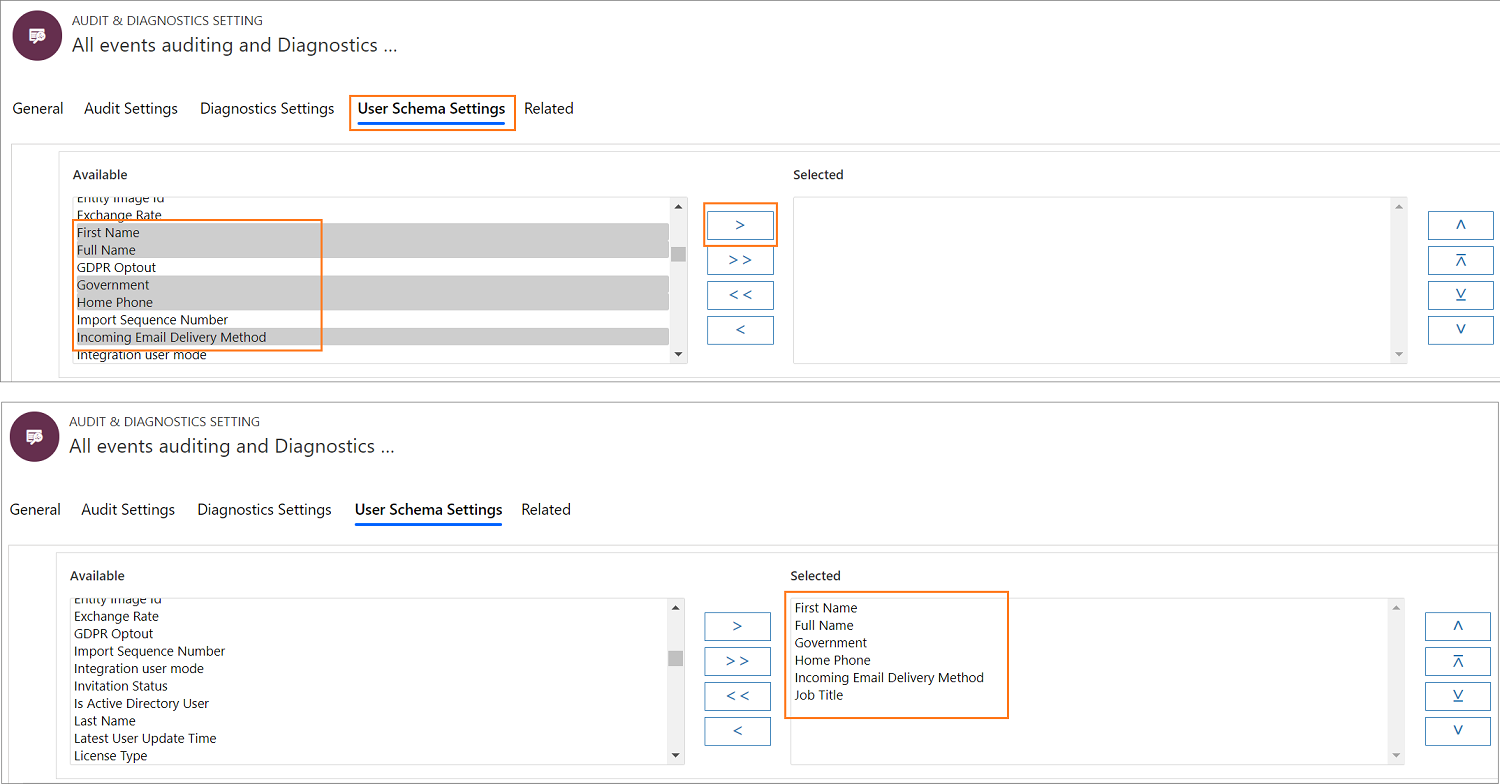 AUDIT & DIAGNOSTICS SETTING
All events auditing and Diagnostics ...
General Audit Settings Diagnostics Settings User Schema Settings Related
Available
Entity Image Id
Exchange Rate
First Name
Full Name
GDPR Optout
Government
Home Phone
Import Sequence Number
Incoming Email Delivery Method
Integration user mode
>
>>
<<
<
Selected
AUDIT & DIAGNOSTICS SETTING
All events auditing and Diagnostics ...
General Audit Settings Diagnostics Settings User Schema Settings Related
Available
Entity Image Id
Exchange Rate
GDPR Optout
Import Sequence Number
Integration user mode
Invitation Status
Is Active Directory User
Last Name
Latest User Update Time
License Type
>
>>
<<
<
Selected
First Name
Full Name
Government
Home Phone
Incoming Email Delivery Method
Job Title